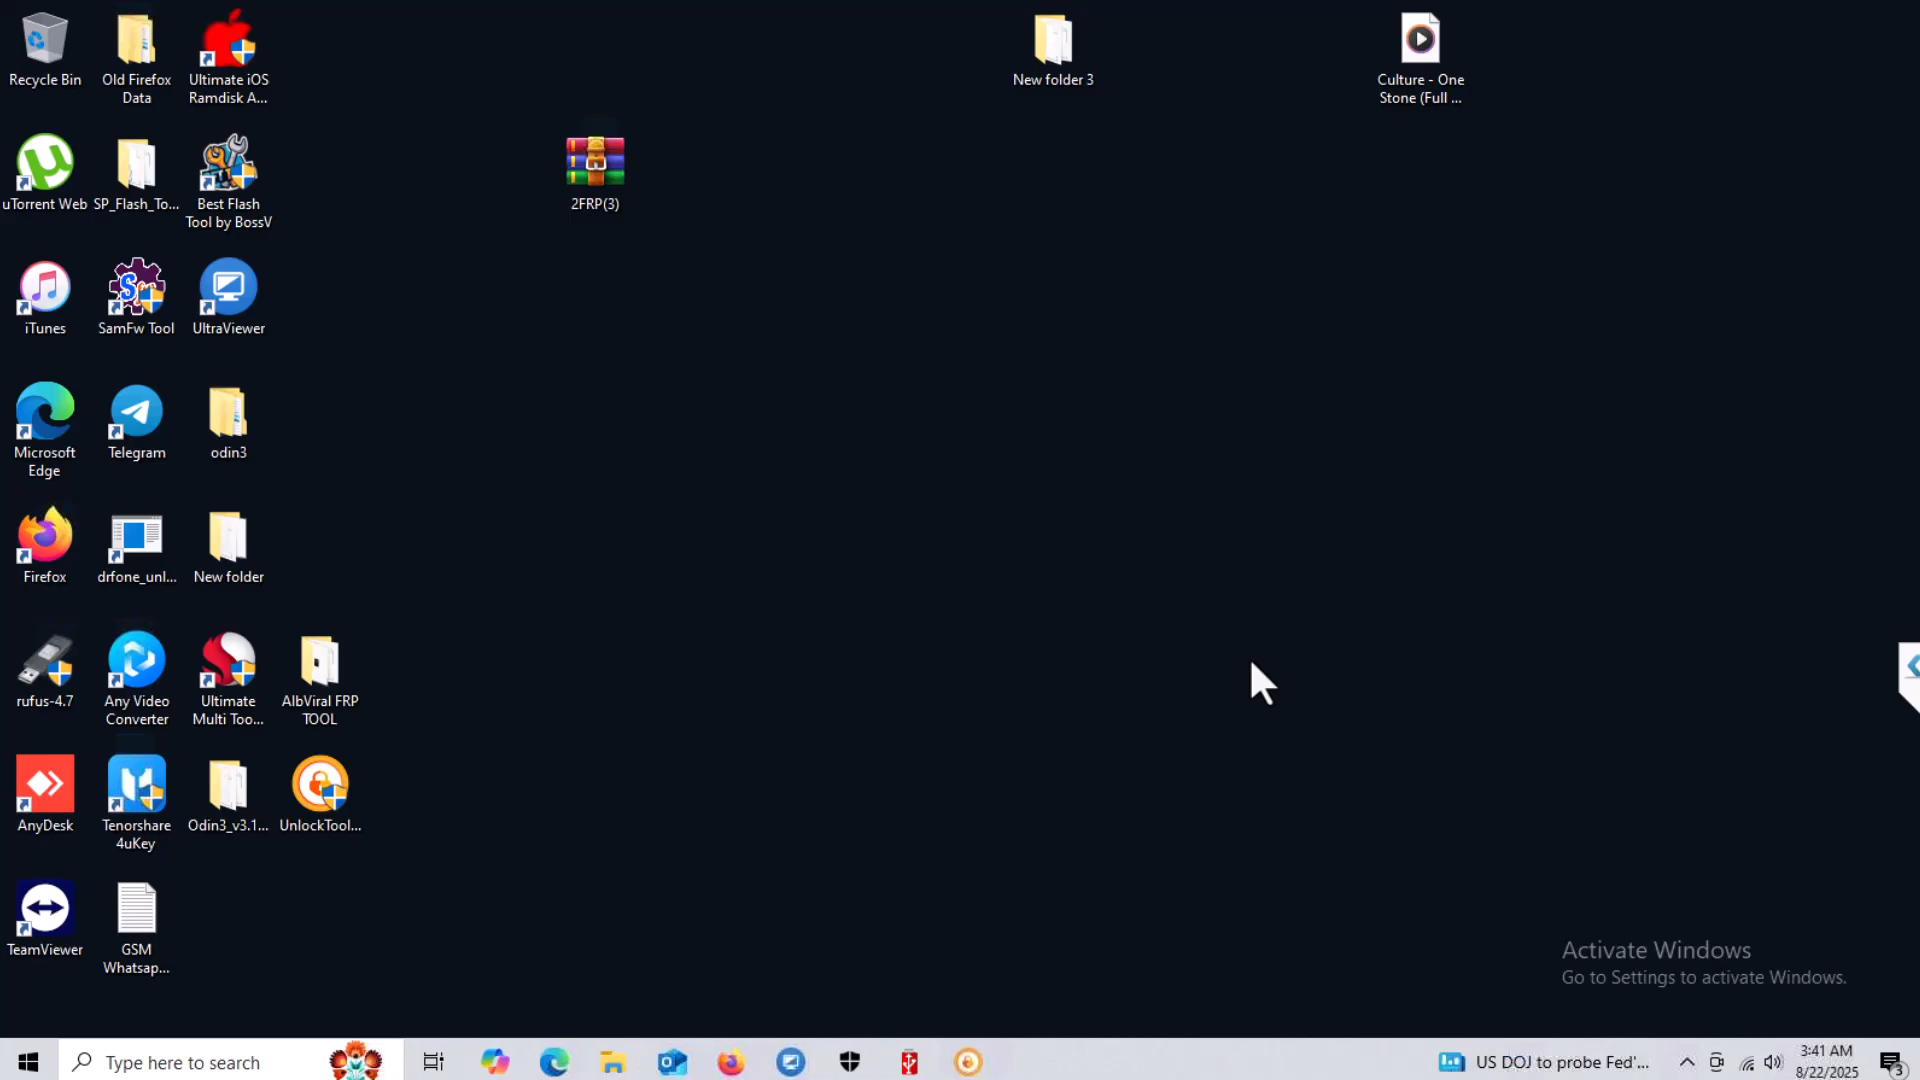 Recycle Bin
Old Firefox
Data
Ultimate iOS
Ramdisk A...
New folder 3
Culture - One
Stone (Full ...
uTorrent Web
SP_Flash_To...
Best Flash
Tool by BossV
2FRP(3)
iTunes
SamFw Tool
UltraViewer
Microsoft
Edge
Telegram
odin3
Firefox
drfone_unl...
New folder
rufus-4.7
Any Video
Converter
Ultimate
Multi Too...
AlbViral FRP
TOOL
AnyDesk
Tenorshare
4uKey
Odin3_v3.1...
UnlockTool...
TeamViewer
GSM
Whatsap...
Activate Windows
Go to Settings to activate Windows.
Type here to search
US DOJ to probe Fed'...
3:41 AM
8/22/2025
3